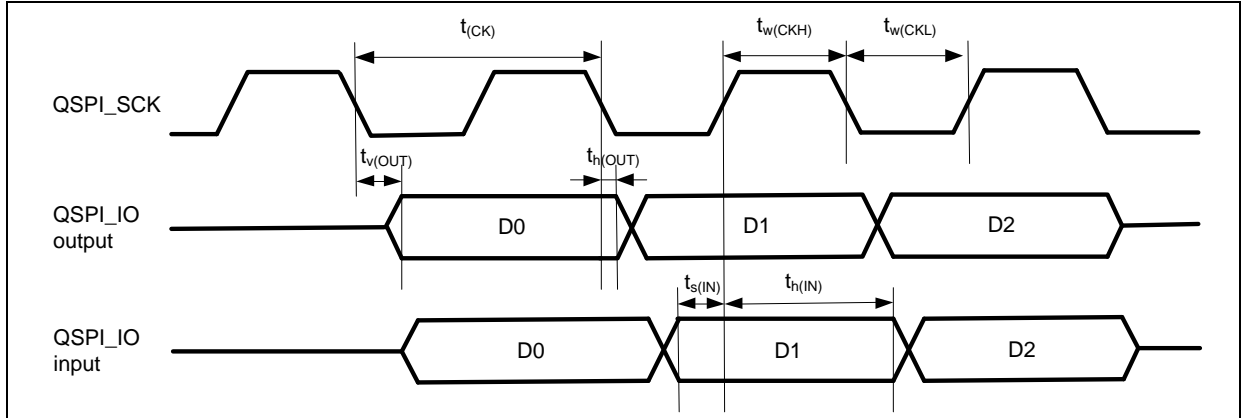 t(CK)
tw(CKH)
tw(CKL)
QSPI_SCK
tv(OUT)
th(OUT)
QSPI_IO
output
D0
D1
D2
ts(IN)
th(IN)
QSPI_IO
input
D0
D1
D2